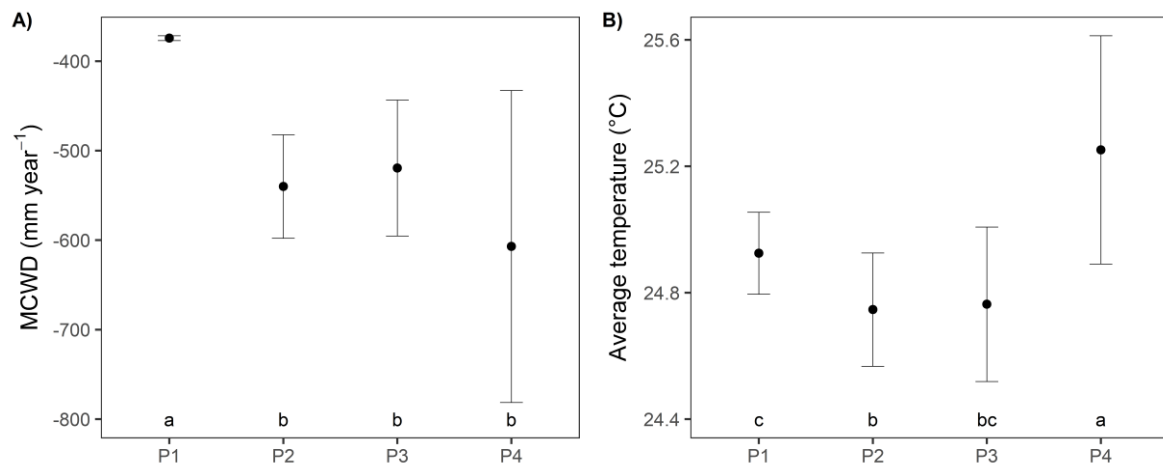 A)
MCWD (mm year⁻¹)
-400
-500
-600
-700
-800
a b b b
P1 P2 P3 P4
B)
Average temperature (°C)
25.6
25.2
24.8
24.4
c b bc a
P1 P2 P3 P4